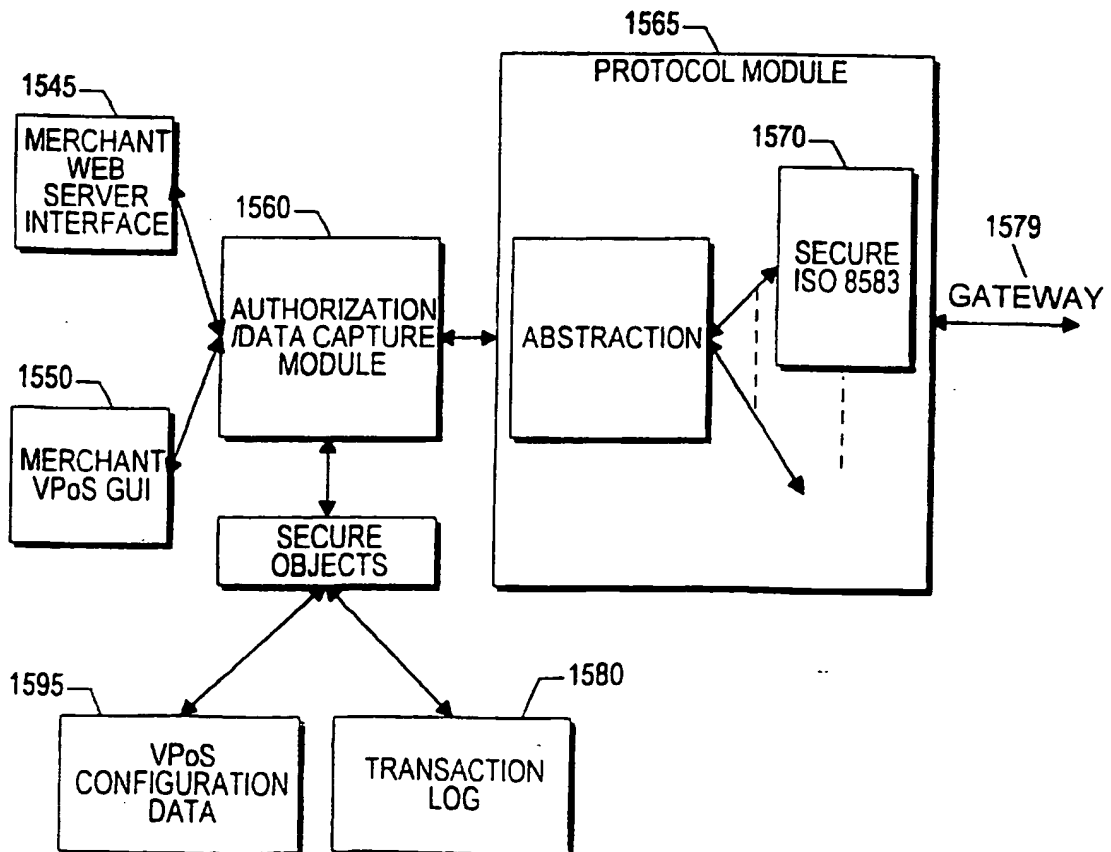 1565
PROTOCOL MODULE
1545
MERCHANT
WEB
SERVER
INTERFACE
1570
SECURE
ISO 8583
1560
AUTHORIZATION
/DATA CAPTURE
MODULE
ABSTRACTION
1579
GATEWAY
1550
MERCHANT
VPoS GUI
SECURE
OBJECTS
1595
VPoS
CONFIGURATION
DATA
1580
TRANSACTION
LOG